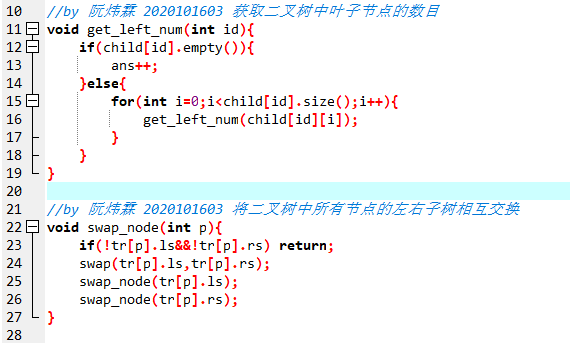 10 //by 阮炜霖 2020101603 获取二叉树中叶子节点的数目
11 void get_left_num(int id){
12     if(child[id].empty()){
13         ans++;
14     }else{
15         for(int i=0;i<child[id].size();i++){
16             get_left_num(child[id][i]);
17         }
18     }
19 }
20
21 //by 阮炜霖 2020101603 将二叉树中所有节点的左右子树相互交换
22 void swap_node(int p){
23     if(!tr[p].ls&&!tr[p].rs) return;
24     swap(tr[p].ls,tr[p].rs);
25     swap_node(tr[p].ls);
26     swap_node(tr[p].rs);
27 }
28